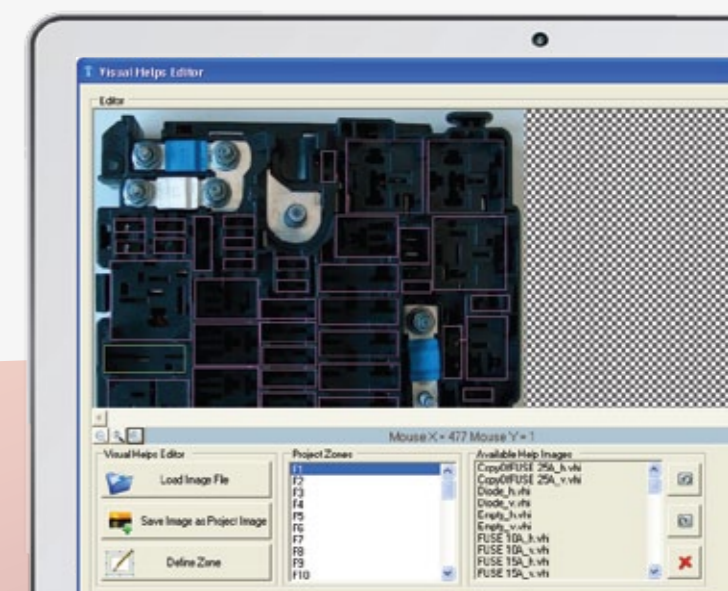 Visual Helps Editor
Editor
Mouse X = 477 Mouse Y = 1
Visual Helps Editor
Load Image File
Save Image as Project Image
Define Zone
Project Zones
F1
F2
F3
F4
F5
F6
F7
F8
F9
F10
Available Help Images
CopyOfFUSE 25A_h.vhi
CopyOfFUSE 25A_v.vhi
Diode_h.vhi
Diode_v.vhi
Empty_h.vhi
Empty_v.vhi
FUSE 10A_h.vhi
FUSE 10A_v.vhi
FUSE 15A_h.vhi
FUSE 15A_v.vhi